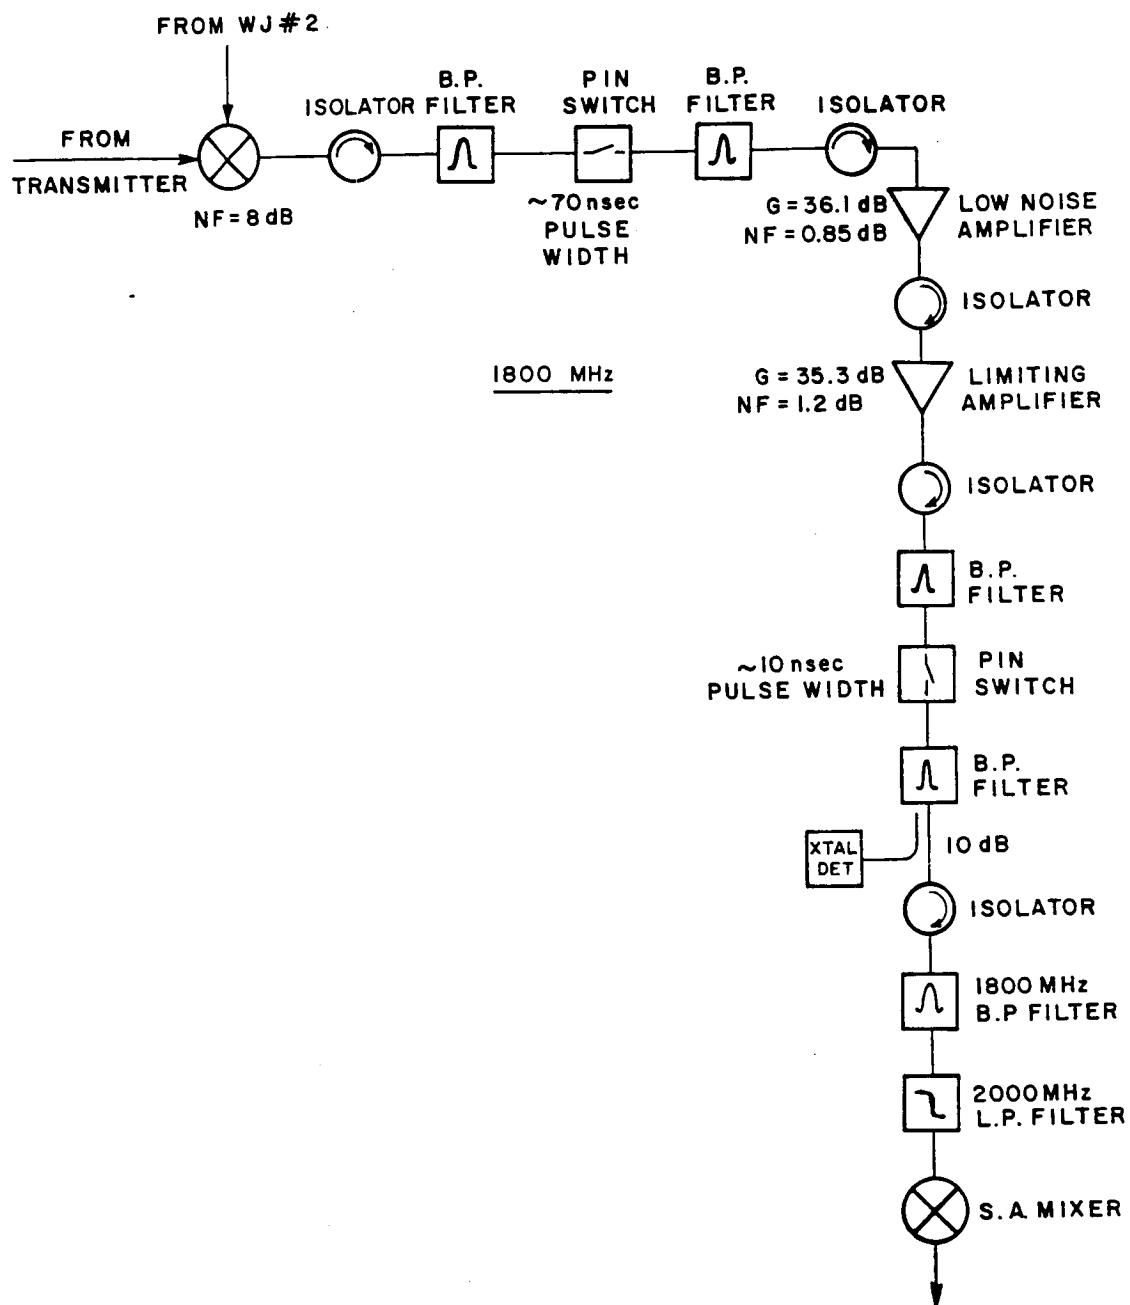 FROM WJ #2
FROM
TRANSMITTER
NF = 8 dB
ISOLATOR
B.P.
FILTER
PIN
SWITCH
~70 nsec
PULSE
WIDTH
B.P.
FILTER
ISOLATOR
G = 36.1 dB
NF = 0.85 dB
LOW NOISE
AMPLIFIER
ISOLATOR
1800 MHz
G = 35.3 dB
NF = 1.2 dB
LIMITING
AMPLIFIER
ISOLATOR
B.P.
FILTER
~10 nsec
PULSE WIDTH
PIN
SWITCH
B.P.
FILTER
XTAL
DET
10 dB
ISOLATOR
1800 MHz
B.P FILTER
2000 MHz
L.P. FILTER
S.A. MIXER